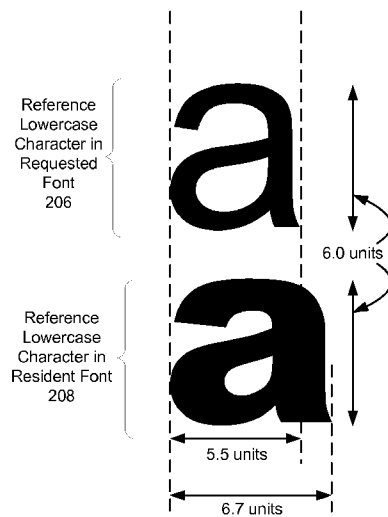 Reference
Lowercase
Character in
Requested
Font
206
a
6.0 units
Reference
Lowercase
Character in
Resident Font
208
a
5.5 units
6.7 units